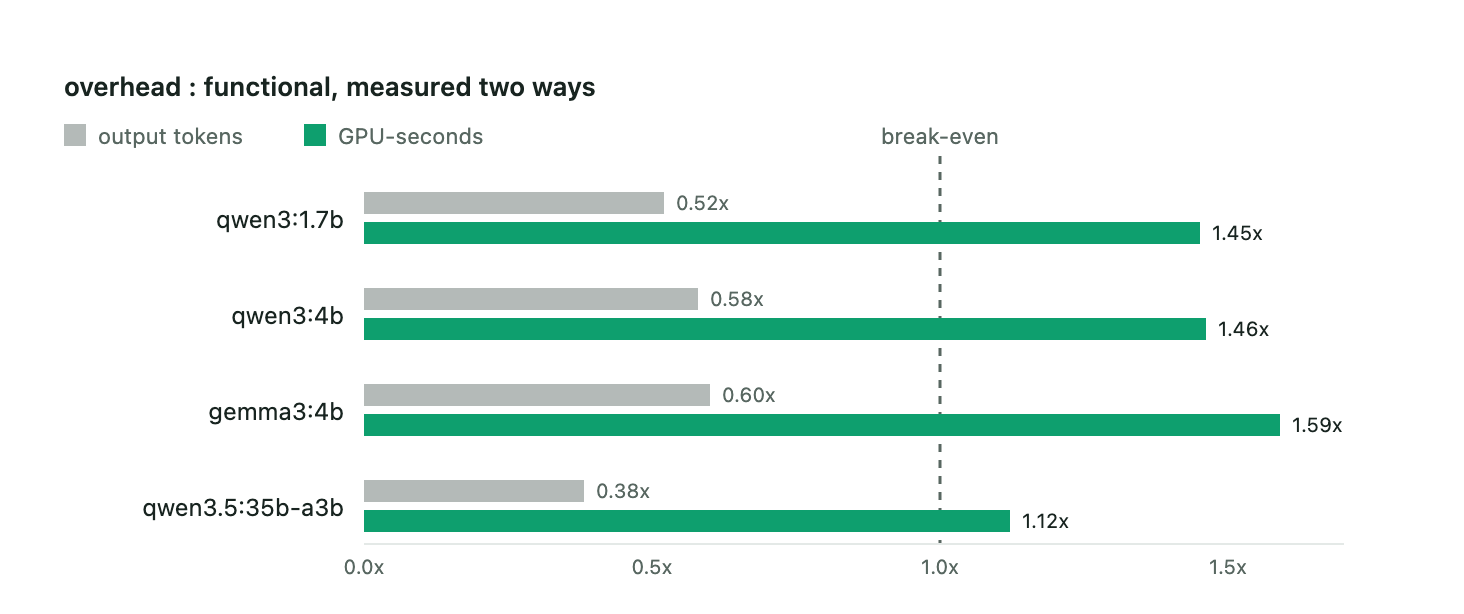 overhead : functional, measured two ways
output tokens GPU-seconds break-even
0.52x
qwen3:1.7b
1.45x
0.58x
qwen3:4b
1.46x
0.60x
gemma3:4b
1.59x
0.38x
qwen3.5:35b-a3b
1.12x
0.0x 0.5x 1.0x 1.5x